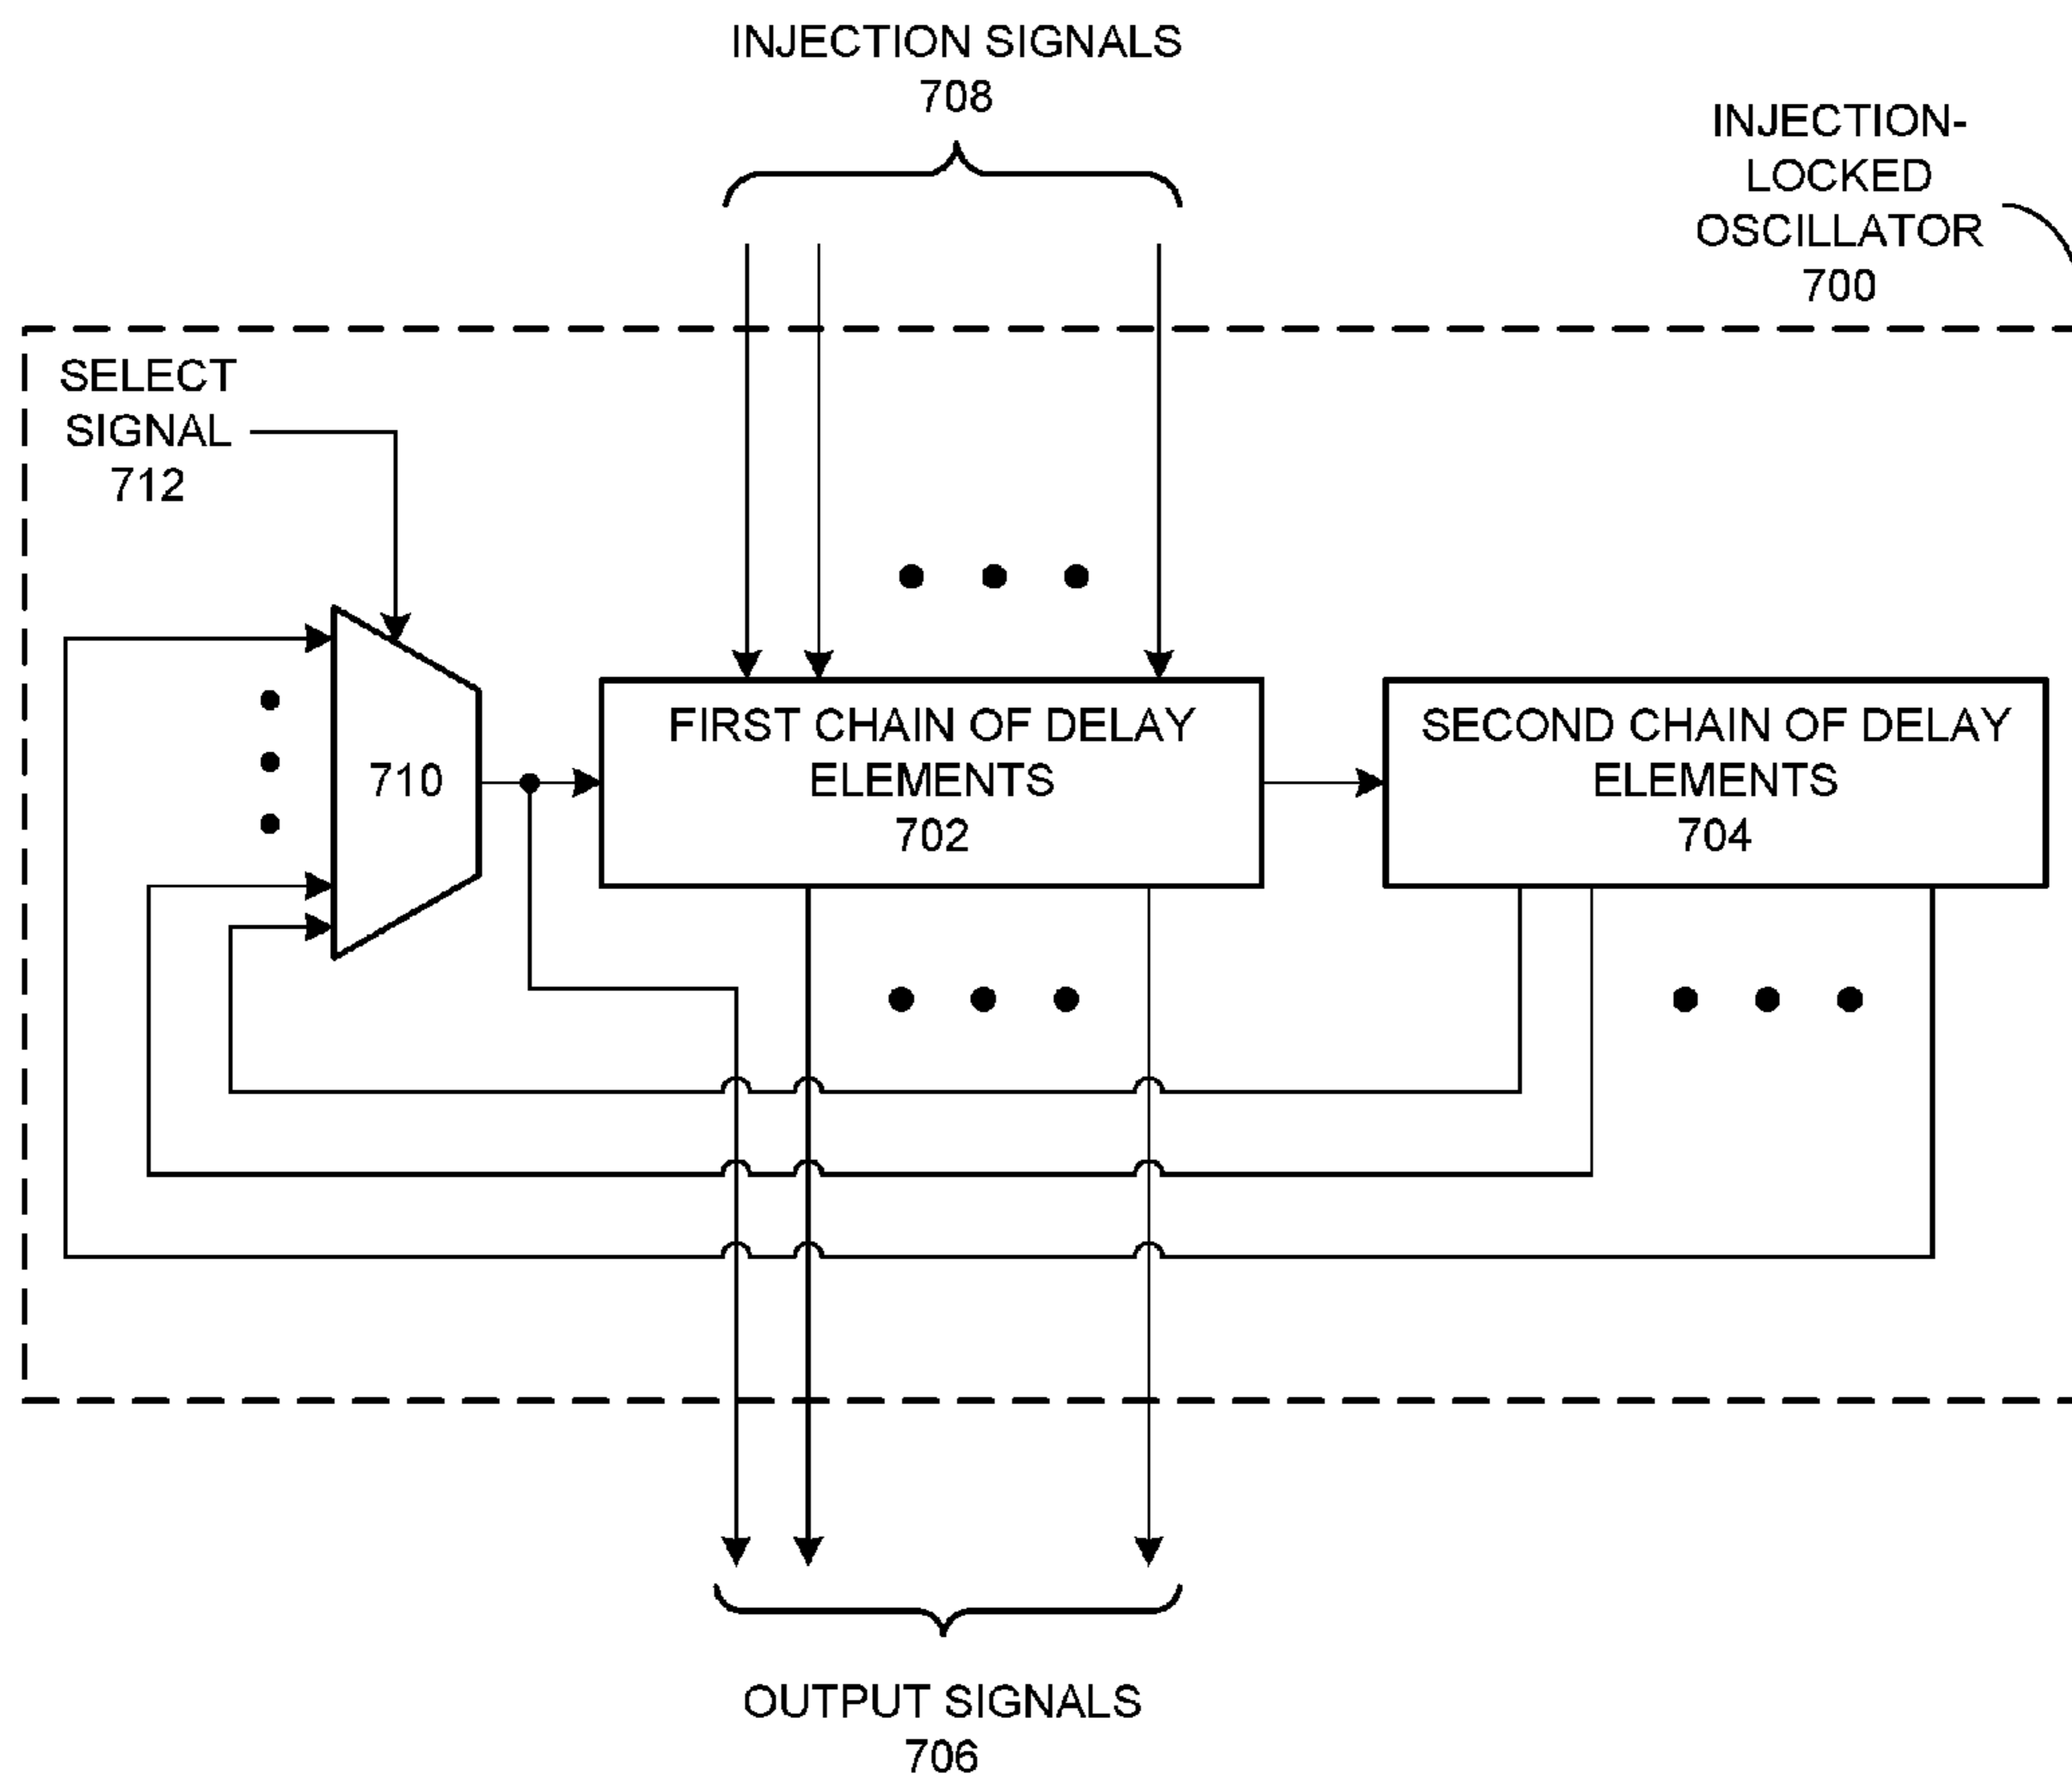 INJECTION SIGNALS
708
INJECTION-
LOCKED
OSCILLATOR
700
SELECT
SIGNAL
712
710
FIRST CHAIN OF DELAY
ELEMENTS
702
SECOND CHAIN OF DELAY
ELEMENTS
704
OUTPUT SIGNALS
706